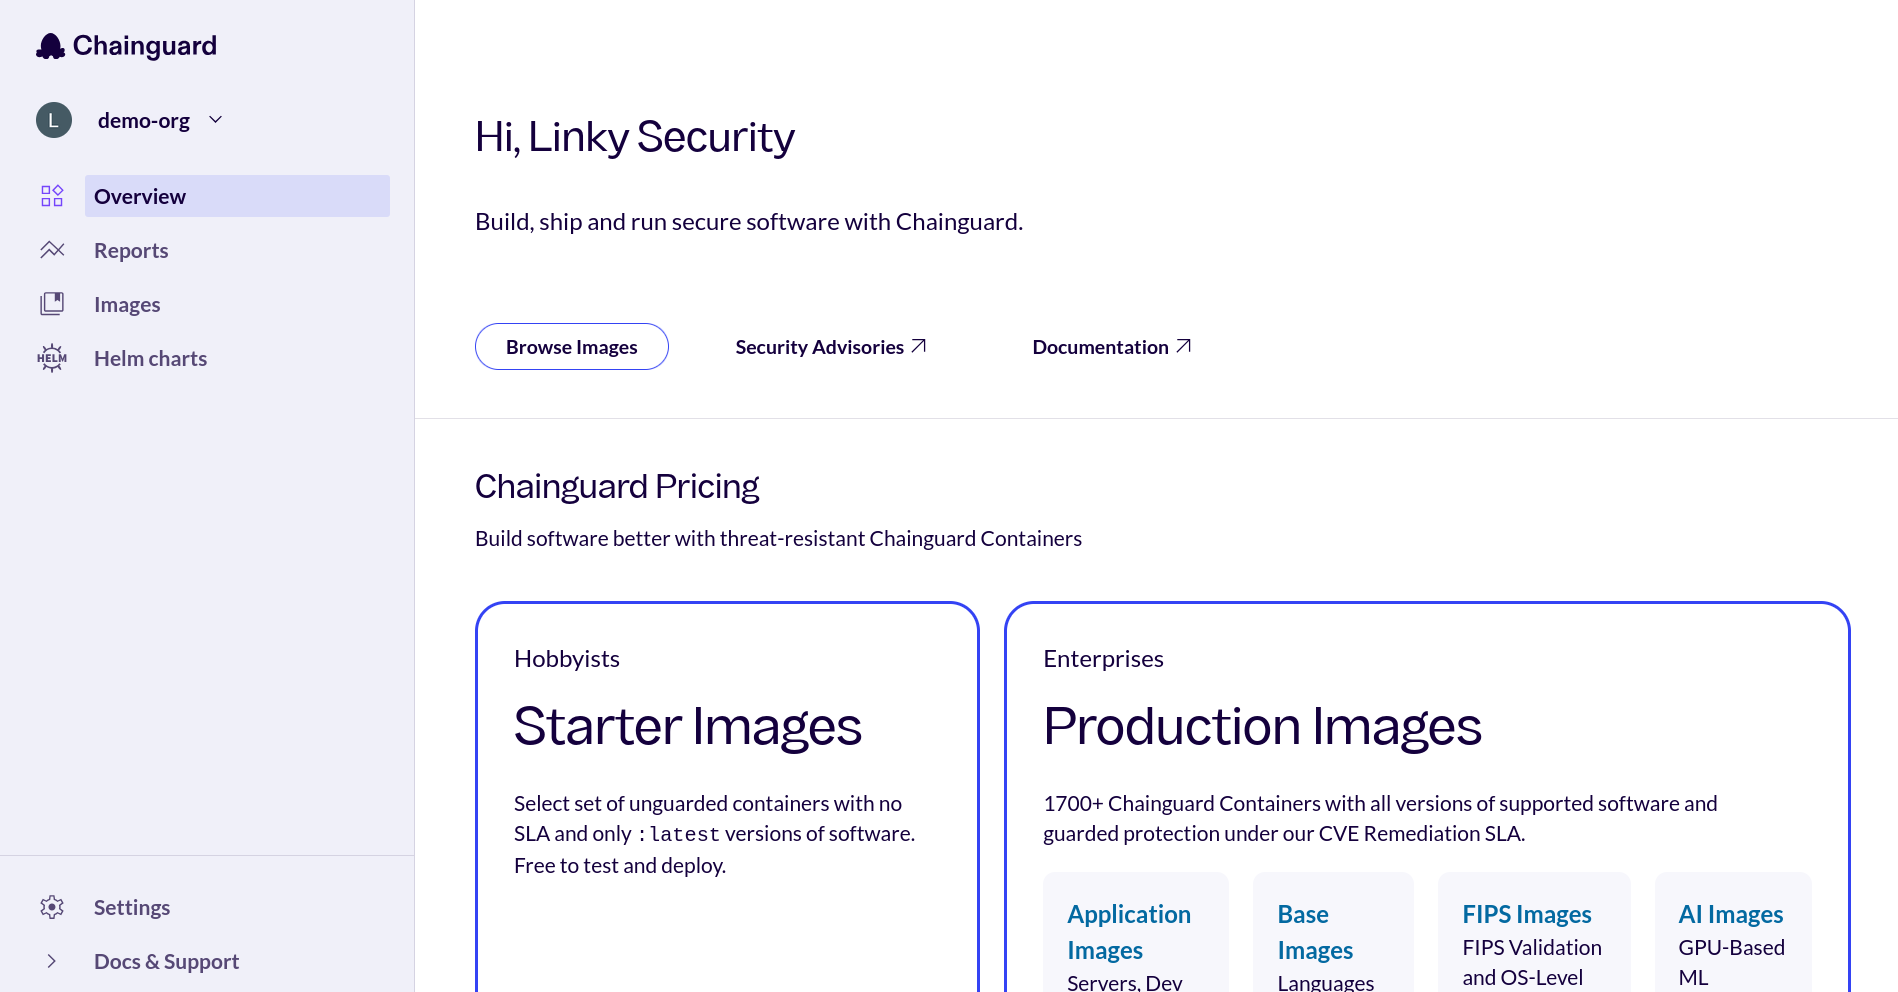 Chainguard
L
demo-org
Overview
Reports
Images
HELM
Helm charts
Settings
Docs & Support
Hi, Linky Security
Build, ship and run secure software with Chainguard.
Browse Images
Security Advisories
Documentation
Chainguard Pricing
Build software better with threat-resistant Chainguard Containers
Hobbyists
Starter Images
Select set of unguarded containers with no
SLA and only :latest versions of software.
Free to test and deploy.
Enterprises
Production Images
1700+ Chainguard Containers with all versions of supported software and
guarded protection under our CVE Remediation SLA.
Application
Images
Servers, Dev
Base
Images
Languages
FIPS Images
FIPS Validation
and OS-Level
AI Images
GPU-Based
ML